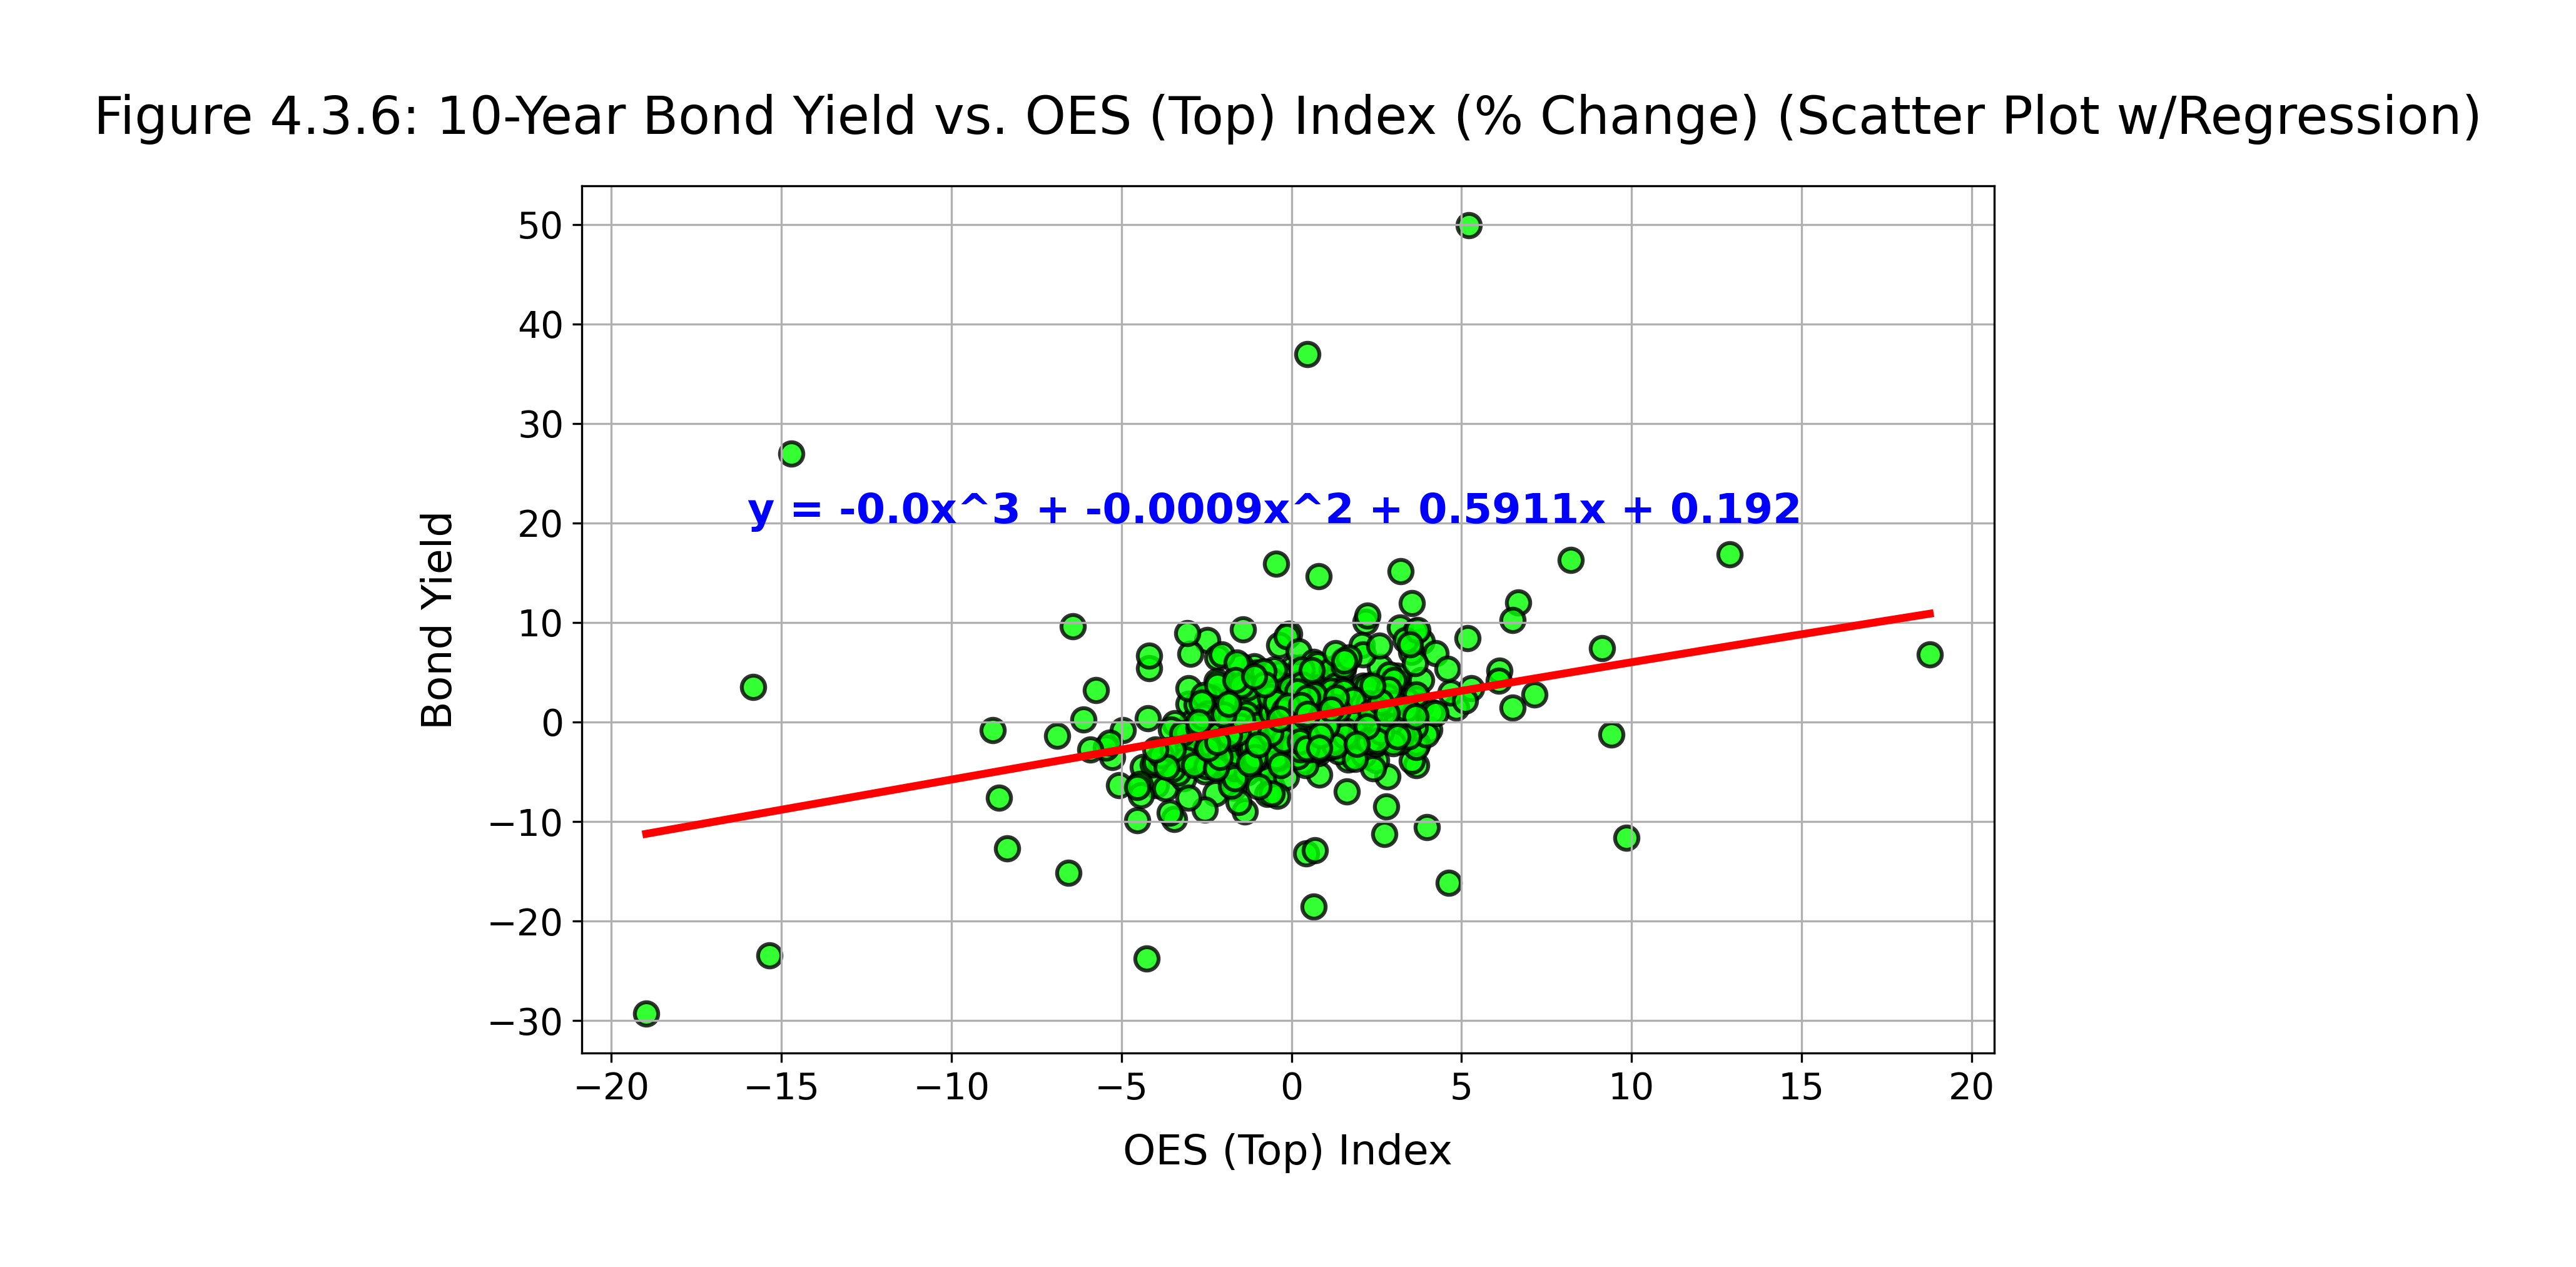 Figure 4.3.6: 10-Year Bond Yield vs. OES (Top) Index (% Change) (Scatter Plot w/Regression)
50
40
30
20
10
0
−10
−20
−30
Bond Yield
y = -0.0x^3 + -0.0009x^2 + 0.5911x + 0.192
−20 −15 −10 −5 0 5 10 15 20
OES (Top) Index